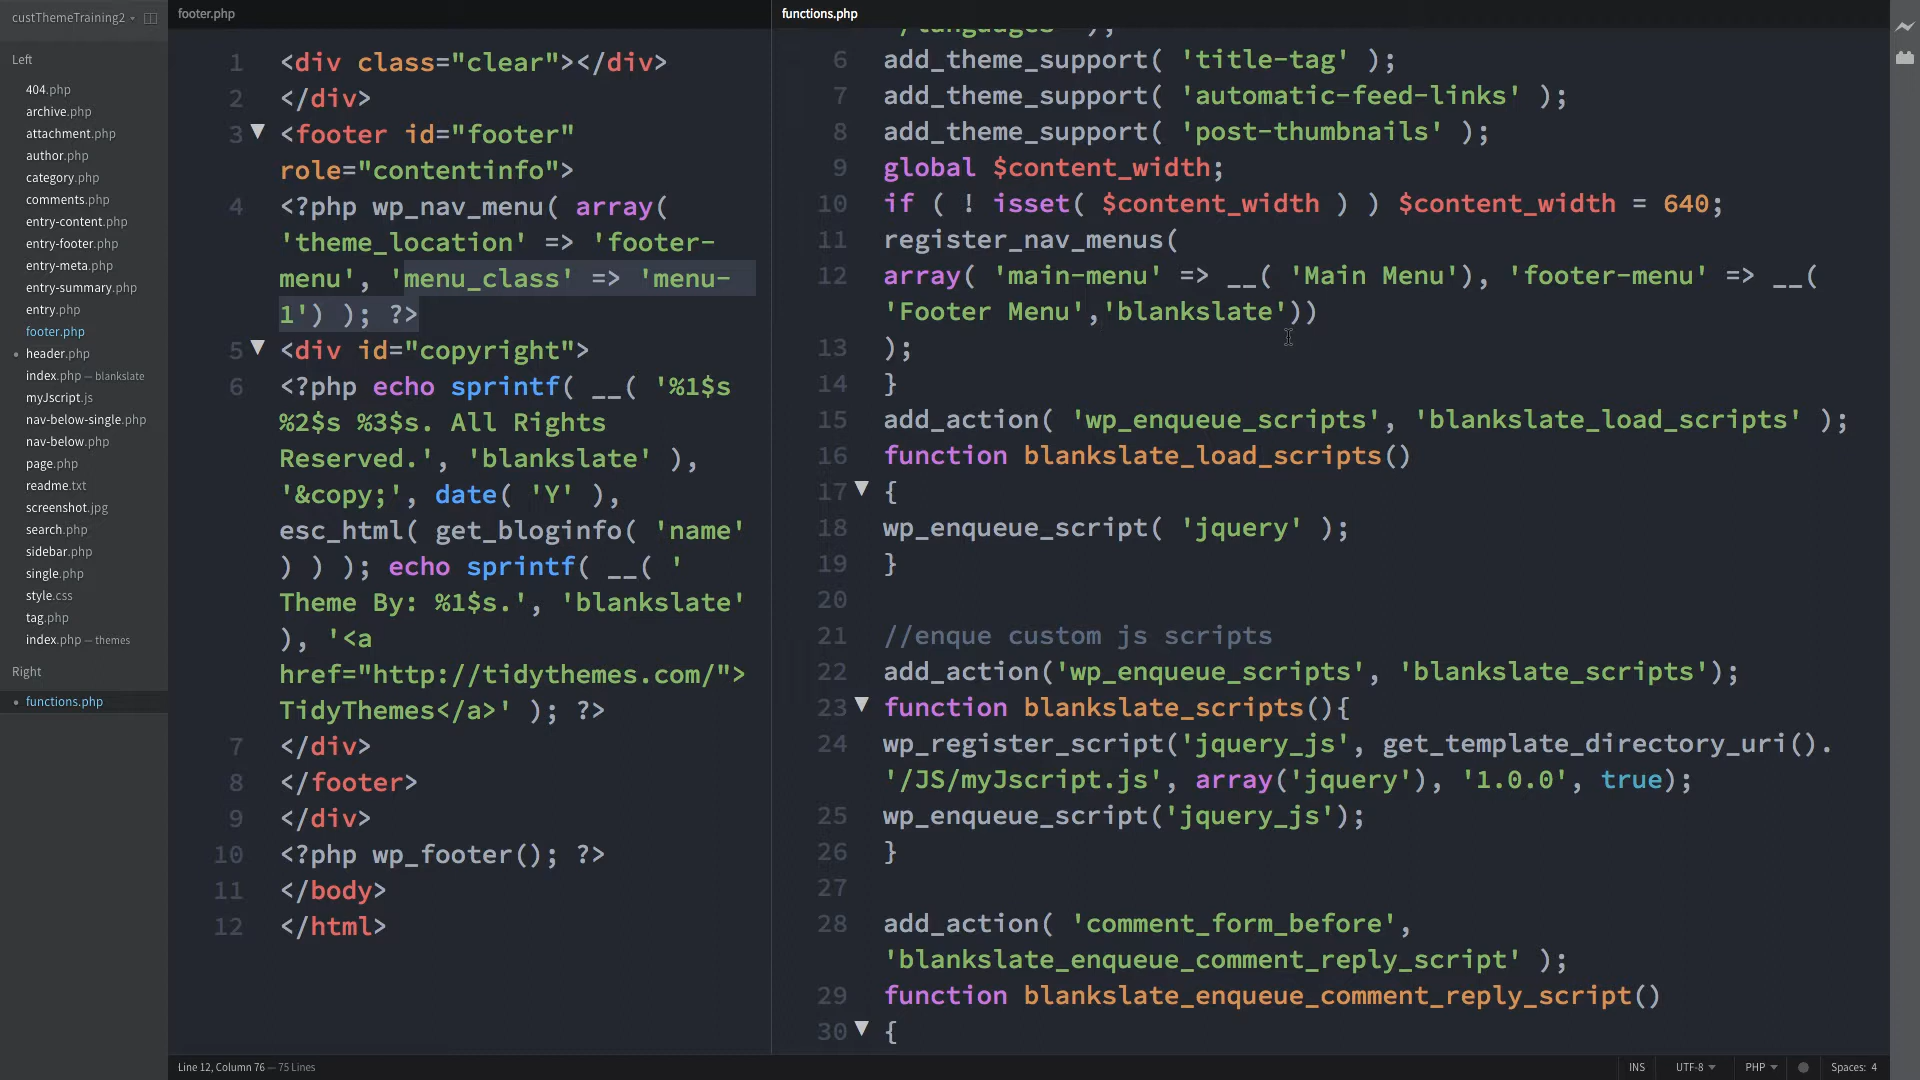 custThemeTraining2
Left
404.php
archive.php
attachment.php
author.php
category.php
comments.php
entry-content.php
entry-footer.php
entry-meta.php
entry-summary.php
entry.php
footer.php
header.php
index.php — blankslate
myJscript.js
nav-below-single.php
nav-below.php
page.php
readme.txt
screenshot.jpg
search.php
sidebar.php
single.php
style.css
tag.php
index.php — themes
Right
functions.php
footer.php
1 <div class="clear"></div>
2 </div>
3 <footer id="footer"
role="contentinfo">
4 <?php wp_nav_menu( array(
'theme_location' => 'footer-
menu', 'menu_class' => 'menu-
1') ); ?>
5 <div id="copyright">
6 <?php echo sprintf( __( '%1$s
%2$s %3$s. All Rights
Reserved.', 'blankslate' ),
'&copy;', date( 'Y' ),
esc_html( get_bloginfo( 'name'
) ) ); echo sprintf( __( '
Theme By: %1$s.', 'blankslate'
), '<a
href="http://tidythemes.com/">
TidyThemes</a>' ); ?>
7 </div>
8 </footer>
9 </div>
10 <?php wp_footer(); ?>
11 </body>
12 </html>
functions.php
'/languages' );
6 add_theme_support( 'title-tag' );
7 add_theme_support( 'automatic-feed-links' );
8 add_theme_support( 'post-thumbnails' );
9 global $content_width;
10 if ( ! isset( $content_width ) ) $content_width = 640;
11 register_nav_menus(
12 array( 'main-menu' => __( 'Main Menu'), 'footer-menu' => __(
'Footer Menu','blankslate'))
13 );
14 }
15 add_action( 'wp_enqueue_scripts', 'blankslate_load_scripts' );
16 function blankslate_load_scripts()
17 {
18 wp_enqueue_script( 'jquery' );
19 }
20
21 //enque custom js scripts
22 add_action('wp_enqueue_scripts', 'blankslate_scripts');
23 function blankslate_scripts(){
24 wp_register_script('jquery_js', get_template_directory_uri().
'/JS/myJscript.js', array('jquery'), '1.0.0', true);
25 wp_enqueue_script('jquery_js');
26 }
27
28 add_action( 'comment_form_before',
'blankslate_enqueue_comment_reply_script' );
29 function blankslate_enqueue_comment_reply_script()
30 {
Line 12, Column 76 — 75 Lines
INS UTF-8 PHP Spaces: 4